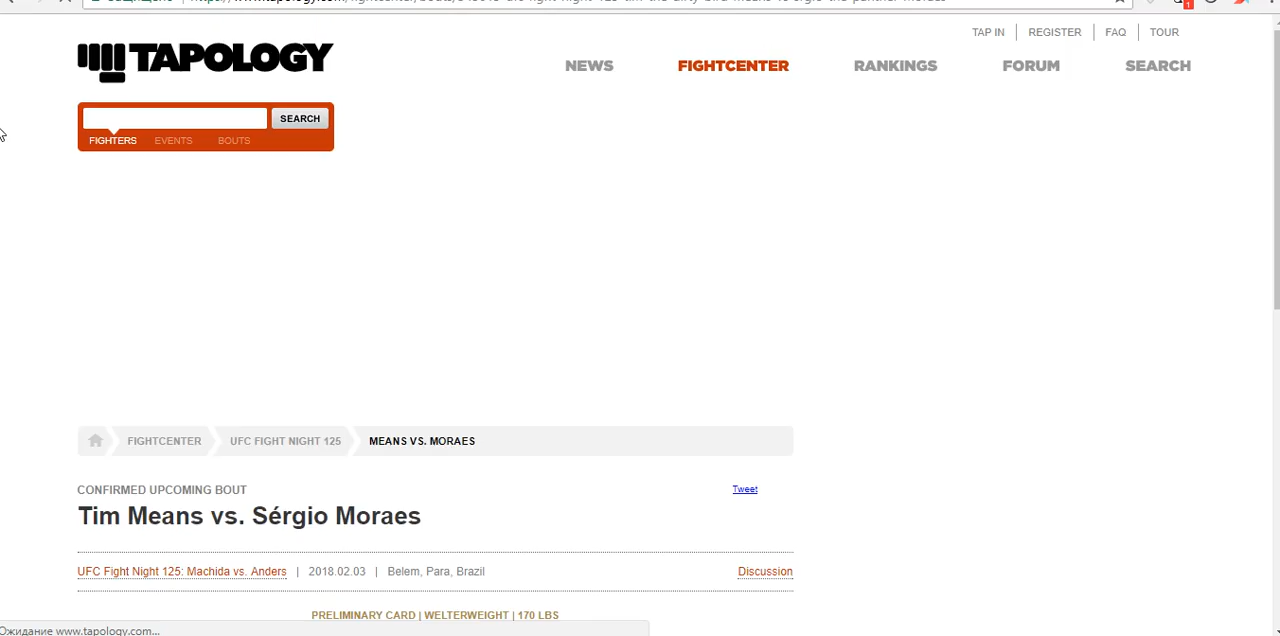 TAP IN REGISTER FAQ TOUR
TAPOLOGY
NEWS FIGHTCENTER RANKINGS FORUM SEARCH
SEARCH
FIGHTERS EVENTS BOUTS
FIGHTCENTER UFC FIGHT NIGHT 125 MEANS VS. MORAES
CONFIRMED UPCOMING BOUT Tweet
Tim Means vs. Sérgio Moraes
UFC Fight Night 125: Machida vs. Anders | 2018.02.03 | Belem, Para, Brazil Discussion
PRELIMINARY CARD | WELTERWEIGHT | 170 LBS
Ожидание www.tapology.com...